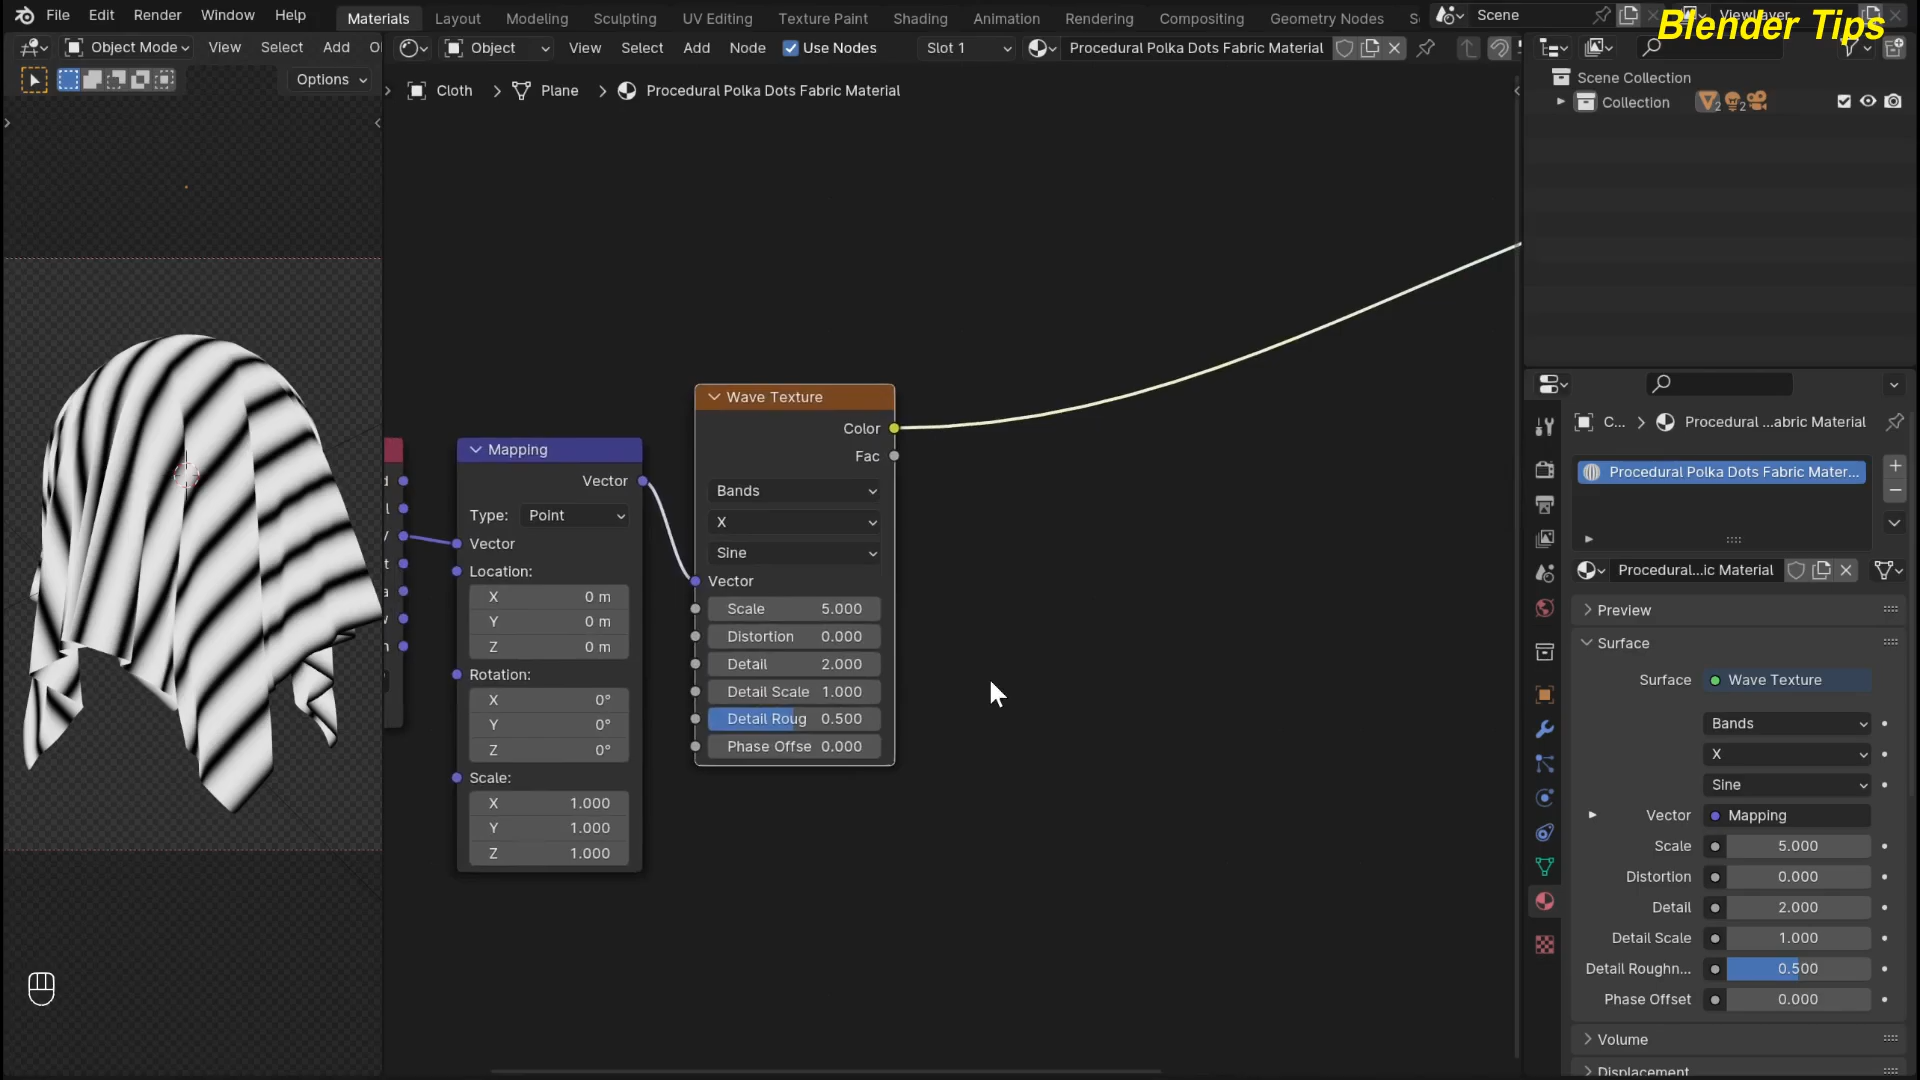 File Edit Render Window Help Materials Layout Modeling Sculpting UV Editing Texture Paint Shading Animation Rendering Compositing Geometry Nodes Scene
Blender Tips
Object Mode View Select Add Object View Select Add Node Use Nodes Slot 1 Procedural Polka Dots Fabric Material
Options
Cloth Plane Procedural Polka Dots Fabric Material
Scene Collection
Collection 2 2
Wave Texture
Color
Fac
Bands
X
Sine
Vector
Scale 5.000
Distortion 0.000
Detail 2.000
Detail Scale 1.000
Detail Roug 0.500
Phase Offse 0.000
Mapping
Vector
Type: Point
Vector
Location:
X 0 m
Y 0 m
Z 0 m
Rotation:
X 0°
Y 0°
Z 0°
Scale:
X 1.000
Y 1.000
Z 1.000
C... Procedural ...abric Material
Procedural Polka Dots Fabric Mater...
Procedural...ic Material
Preview
Surface
Surface Wave Texture
Bands
X
Sine
Vector Mapping
Scale 5.000
Distortion 0.000
Detail 2.000
Detail Scale 1.000
Detail Roughn... 0.500
Phase Offset 0.000
Volume
Displacement